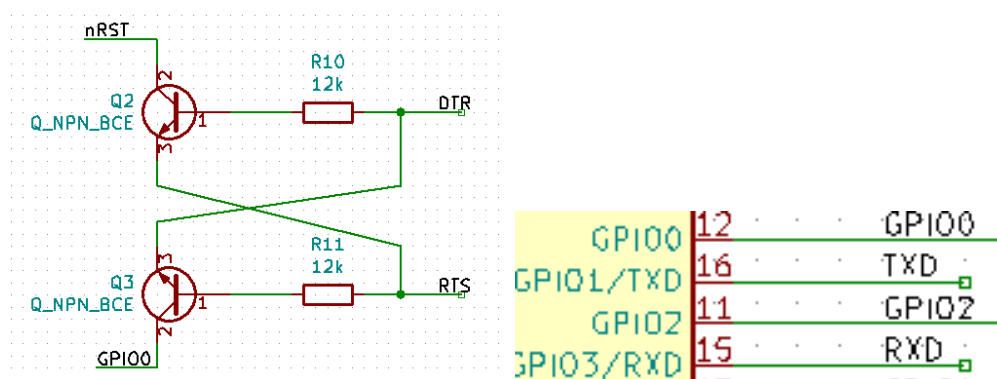 nRST
2
R10
12k
Q2
Q_NPN_BCE
1
DTR
3
R11
12k
3
Q3
Q_NPN_BCE
1
RTS
2
GPIO0
GPIO0 12 GPIO0
GPIO1/TXD 16 TXD
GPIO2 11 GPIO2
GPIO3/RXD 15 RXD